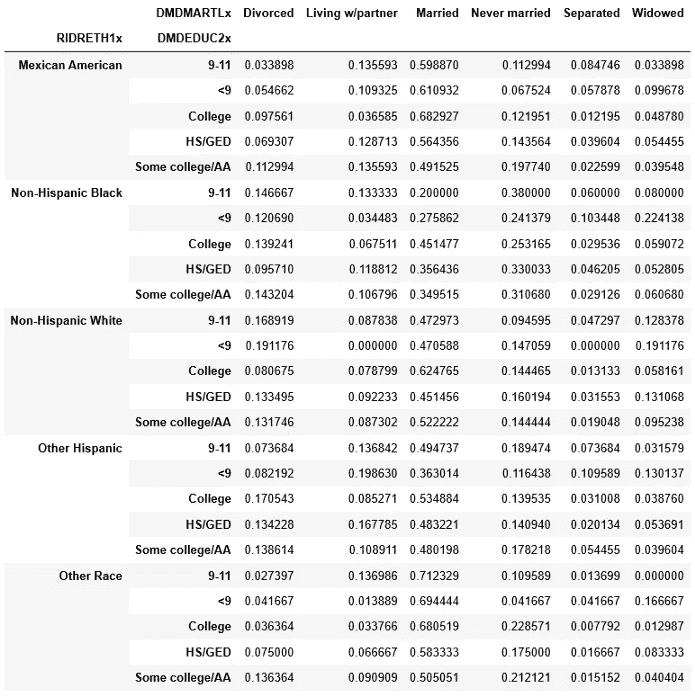 DMDMARTLx Divorced Living w/partner Married Never married Separated Widowed
RIDRETH1x DMDEDUC2x
Mexican American 9-11 0.033898 0.135593 0.598870 0.112994 0.084746 0.033898
<9 0.054662 0.109325 0.610932 0.067524 0.057878 0.099678
College 0.097561 0.036585 0.682927 0.121951 0.012195 0.048780
HS/GED 0.069307 0.128713 0.564356 0.143564 0.039604 0.054455
Some college/AA 0.112994 0.135593 0.491525 0.197740 0.022599 0.039548
Non-Hispanic Black 9-11 0.146667 0.133333 0.200000 0.380000 0.060000 0.080000
<9 0.120690 0.034483 0.275862 0.241379 0.103448 0.224138
College 0.139241 0.067511 0.451477 0.253165 0.029536 0.059072
HS/GED 0.095710 0.118812 0.356436 0.330033 0.046205 0.052805
Some college/AA 0.143204 0.106796 0.349515 0.310680 0.029126 0.060680
Non-Hispanic White 9-11 0.168919 0.087838 0.472973 0.094595 0.047297 0.128378
<9 0.191176 0.000000 0.470588 0.147059 0.000000 0.191176
College 0.080675 0.078799 0.624765 0.144465 0.013133 0.058161
HS/GED 0.133495 0.092233 0.451456 0.160194 0.031553 0.131068
Some college/AA 0.131746 0.087302 0.522222 0.144444 0.019048 0.095238
Other Hispanic 9-11 0.073684 0.136842 0.494737 0.189474 0.073684 0.031579
<9 0.082192 0.198630 0.363014 0.116438 0.109589 0.130137
College 0.170543 0.085271 0.534884 0.139535 0.031008 0.038760
HS/GED 0.134228 0.167785 0.483221 0.140940 0.020134 0.053691
Some college/AA 0.138614 0.108911 0.480198 0.178218 0.054455 0.039604
Other Race 9-11 0.027397 0.136986 0.712329 0.109589 0.013699 0.000000
<9 0.041667 0.013889 0.694444 0.041667 0.041667 0.166667
College 0.036364 0.033766 0.680519 0.228571 0.007792 0.012987
HS/GED 0.075000 0.066667 0.583333 0.175000 0.016667 0.083333
Some college/AA 0.136364 0.090909 0.505051 0.212121 0.015152 0.040404